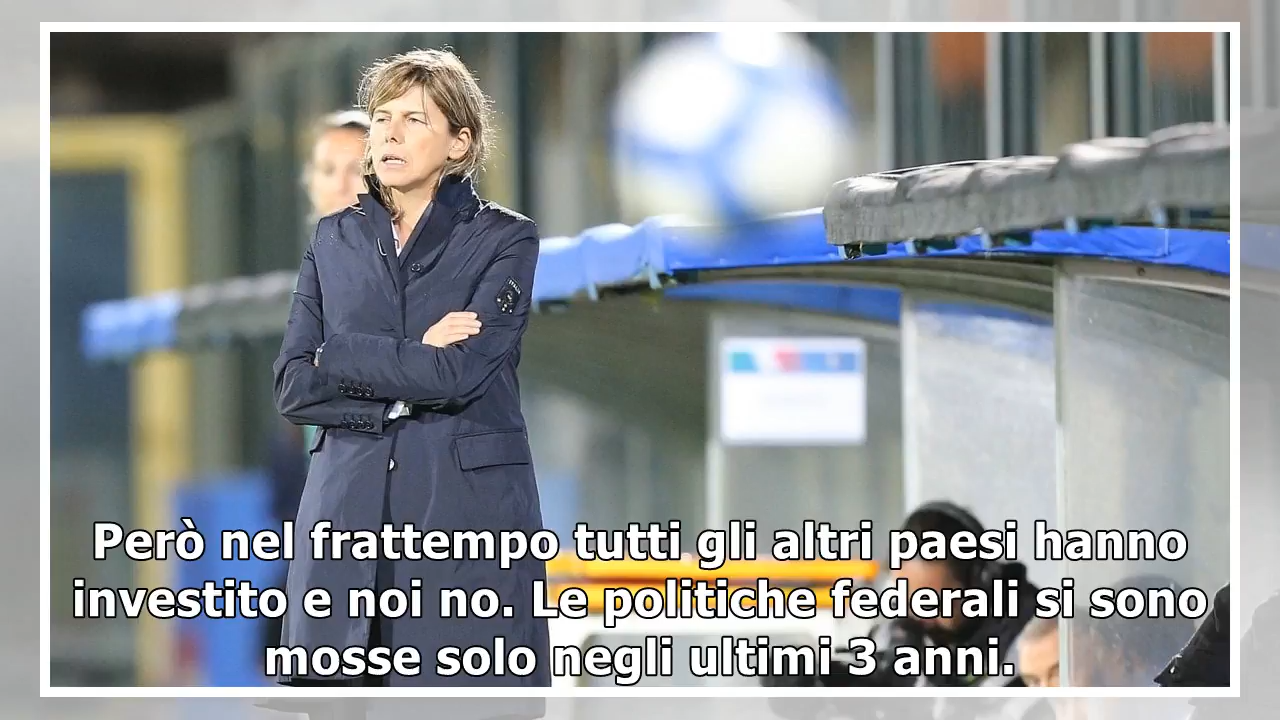 Però nel frattempo tutti gli altri paesi hanno
investito e noi no. Le politiche federali si sono
mosse solo negli ultimi 3 anni.